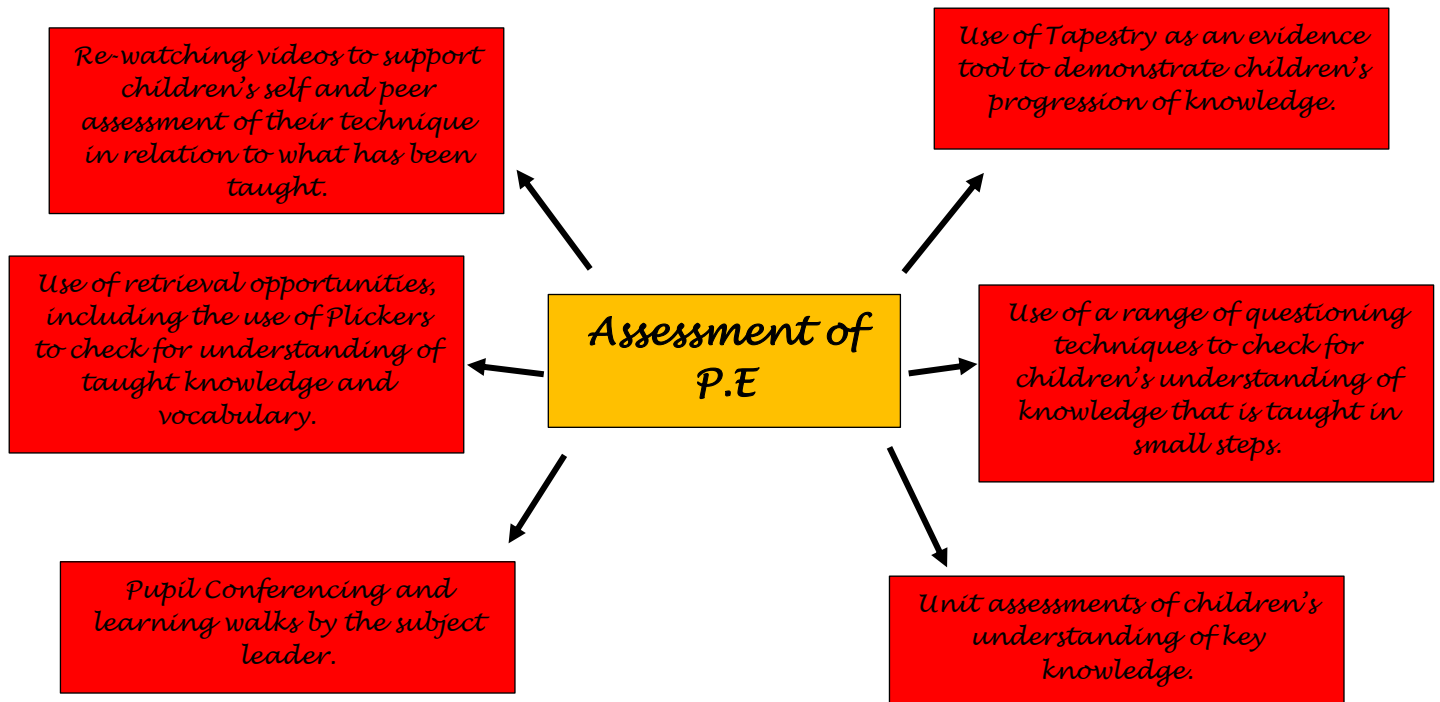 Re-watching videos to support
children's self and peer
assessment of their technique
in relation to what has been
taught.
Use of Tapestry as an evidence
tool to demonstrate children's
progression of knowledge.
Use of retrieval opportunities,
including the use of Plickers
to check for understanding of
taught knowledge and
vocabulary.
Assessment of
P.E
Use of a range of questioning
techniques to check for
children's understanding of
knowledge that is taught in
small steps.
Pupil Conferencing and
learning walks by the subject
leader.
Unit assessments of children's
understanding of key
knowledge.